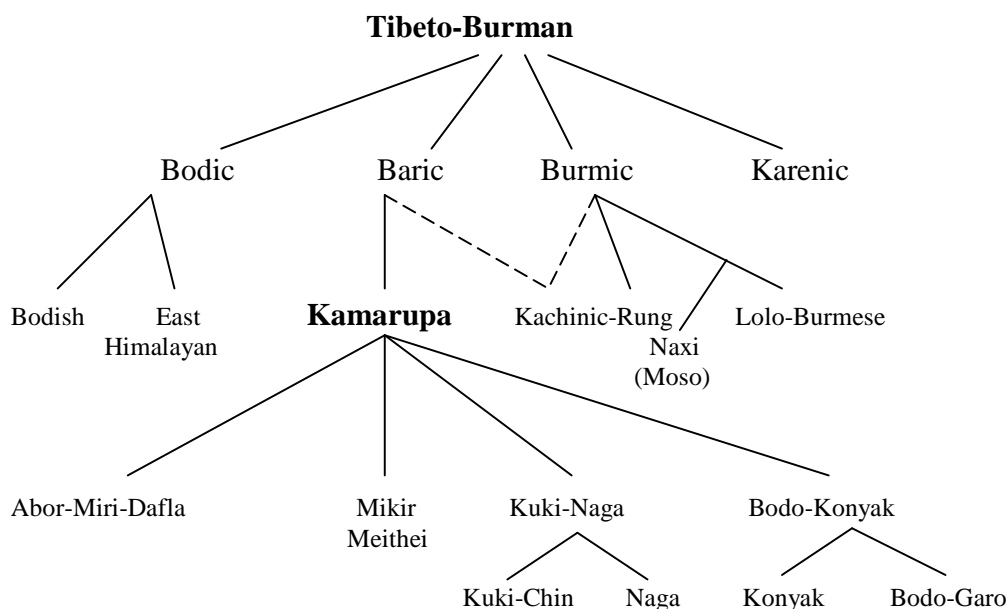 Tibeto-Burman
Bodic Baric Burmic Karenic
Bodish East Kamarupa Kachinic-Rung Lolo-Burmese
Himalayan Naxi
(Moso)
Abor-Miri-Dafla Mikir Kuki-Naga Bodo-Konyak
Meithei
Kuki-Chin Naga Konyak Bodo-Garo